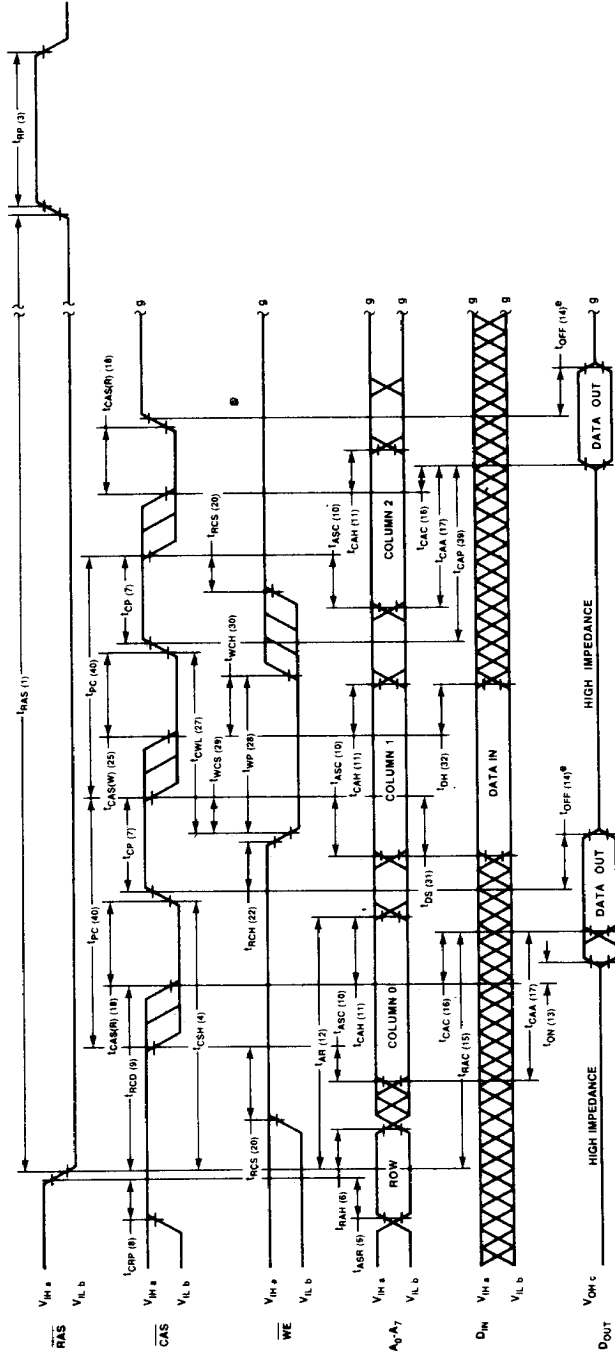 tRP (3)
tRAS (1)
RAS
VIH a
VIL b
tCRP (8)
tRCD (9)
tCAS(R) (18)
tCSH (4)
tPC (40)
tCP (7)
tCAS(W) (25)
tPC (40)
tCP (7)
tCAS(R) (18)
g
CAS
VIH a
VIL b
tRCS (20)
tRCH (22)
tCWL (27)
tWCS (29)
tWP (28)
tWCH (30)
tRCS (20)
g
WE
VIH a
VIL b
tASR (5)
tRAH (6)
tAR (12)
tASC (10)
tCAH (11)
tASC (10)
tCAH (11)
tASC (10)
tCAH (11)
g
g
A0-A7
VIH a
VIL b
ROW
COLUMN 0
COLUMN 1
COLUMN 2
tDS (31)
tDH (32)
tCAC (16)
tCAA (17)
tCAP (39)
g
g
DIN
VIH a
VIL b
DATA IN
tCAC (16)
tRAC (15)
tCAA (17)
tON (13)
tOFF (14)e
tOFF (14)e
DOUT
VOH c
HIGH IMPEDANCE
DATA OUT
HIGH IMPEDANCE
DATA OUT
g